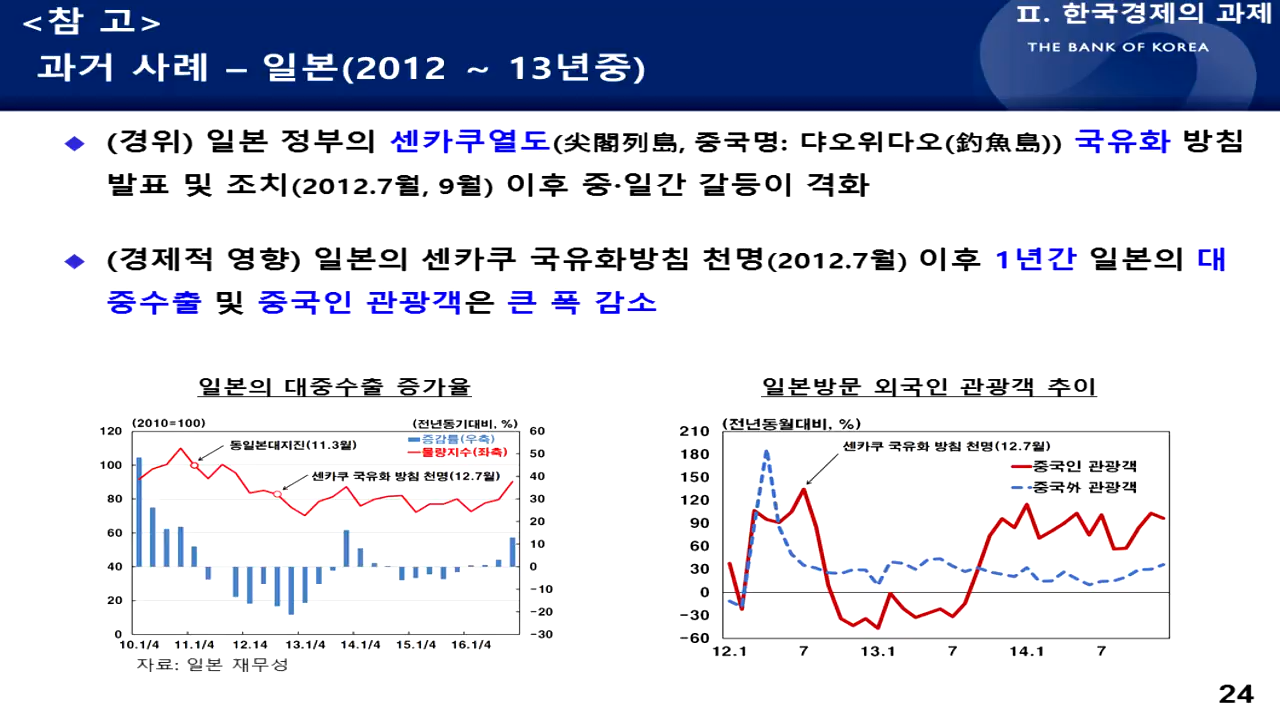 <참 고>
Ⅱ. 한국경제의 과제
THE BANK OF KOREA
과거 사례 – 일본(2012 ~ 13년중)
(경위) 일본 정부의 센카쿠열도(尖閣列島, 중국명: 댜오위다오(釣魚島)) 국유화 방침
발표 및 조치(2012.7월, 9월) 이후 중·일간 갈등이 격화
(경제적 영향) 일본의 센카쿠 국유화방침 천명(2012.7월) 이후 1년간 일본의 대
중수출 및 중국인 관광객은 큰 폭 감소
일본의 대중수출 증가율
(2010=100)
(전년동기대비, %)
120
100
80
60
40
20
0
60
50
40
30
20
10
0
-10
-20
-30
동일본대지진(11.3월)
증감률(우축)
물량지수(좌축)
센카쿠 국유화 방침 천명(12.7월)
10.1/4 11.1/4 12.14 13.1/4 14.1/4 15.1/4 16.1/4
자료: 일본 재무성
일본방문 외국인 관광객 추이
(전년동월대비, %)
210
180
150
120
90
60
30
0
-30
-60
센카쿠 국유화 방침 천명(12.7월)
중국인 관광객
중국外 관광객
12.1 7 13.1 7 14.1 7
24